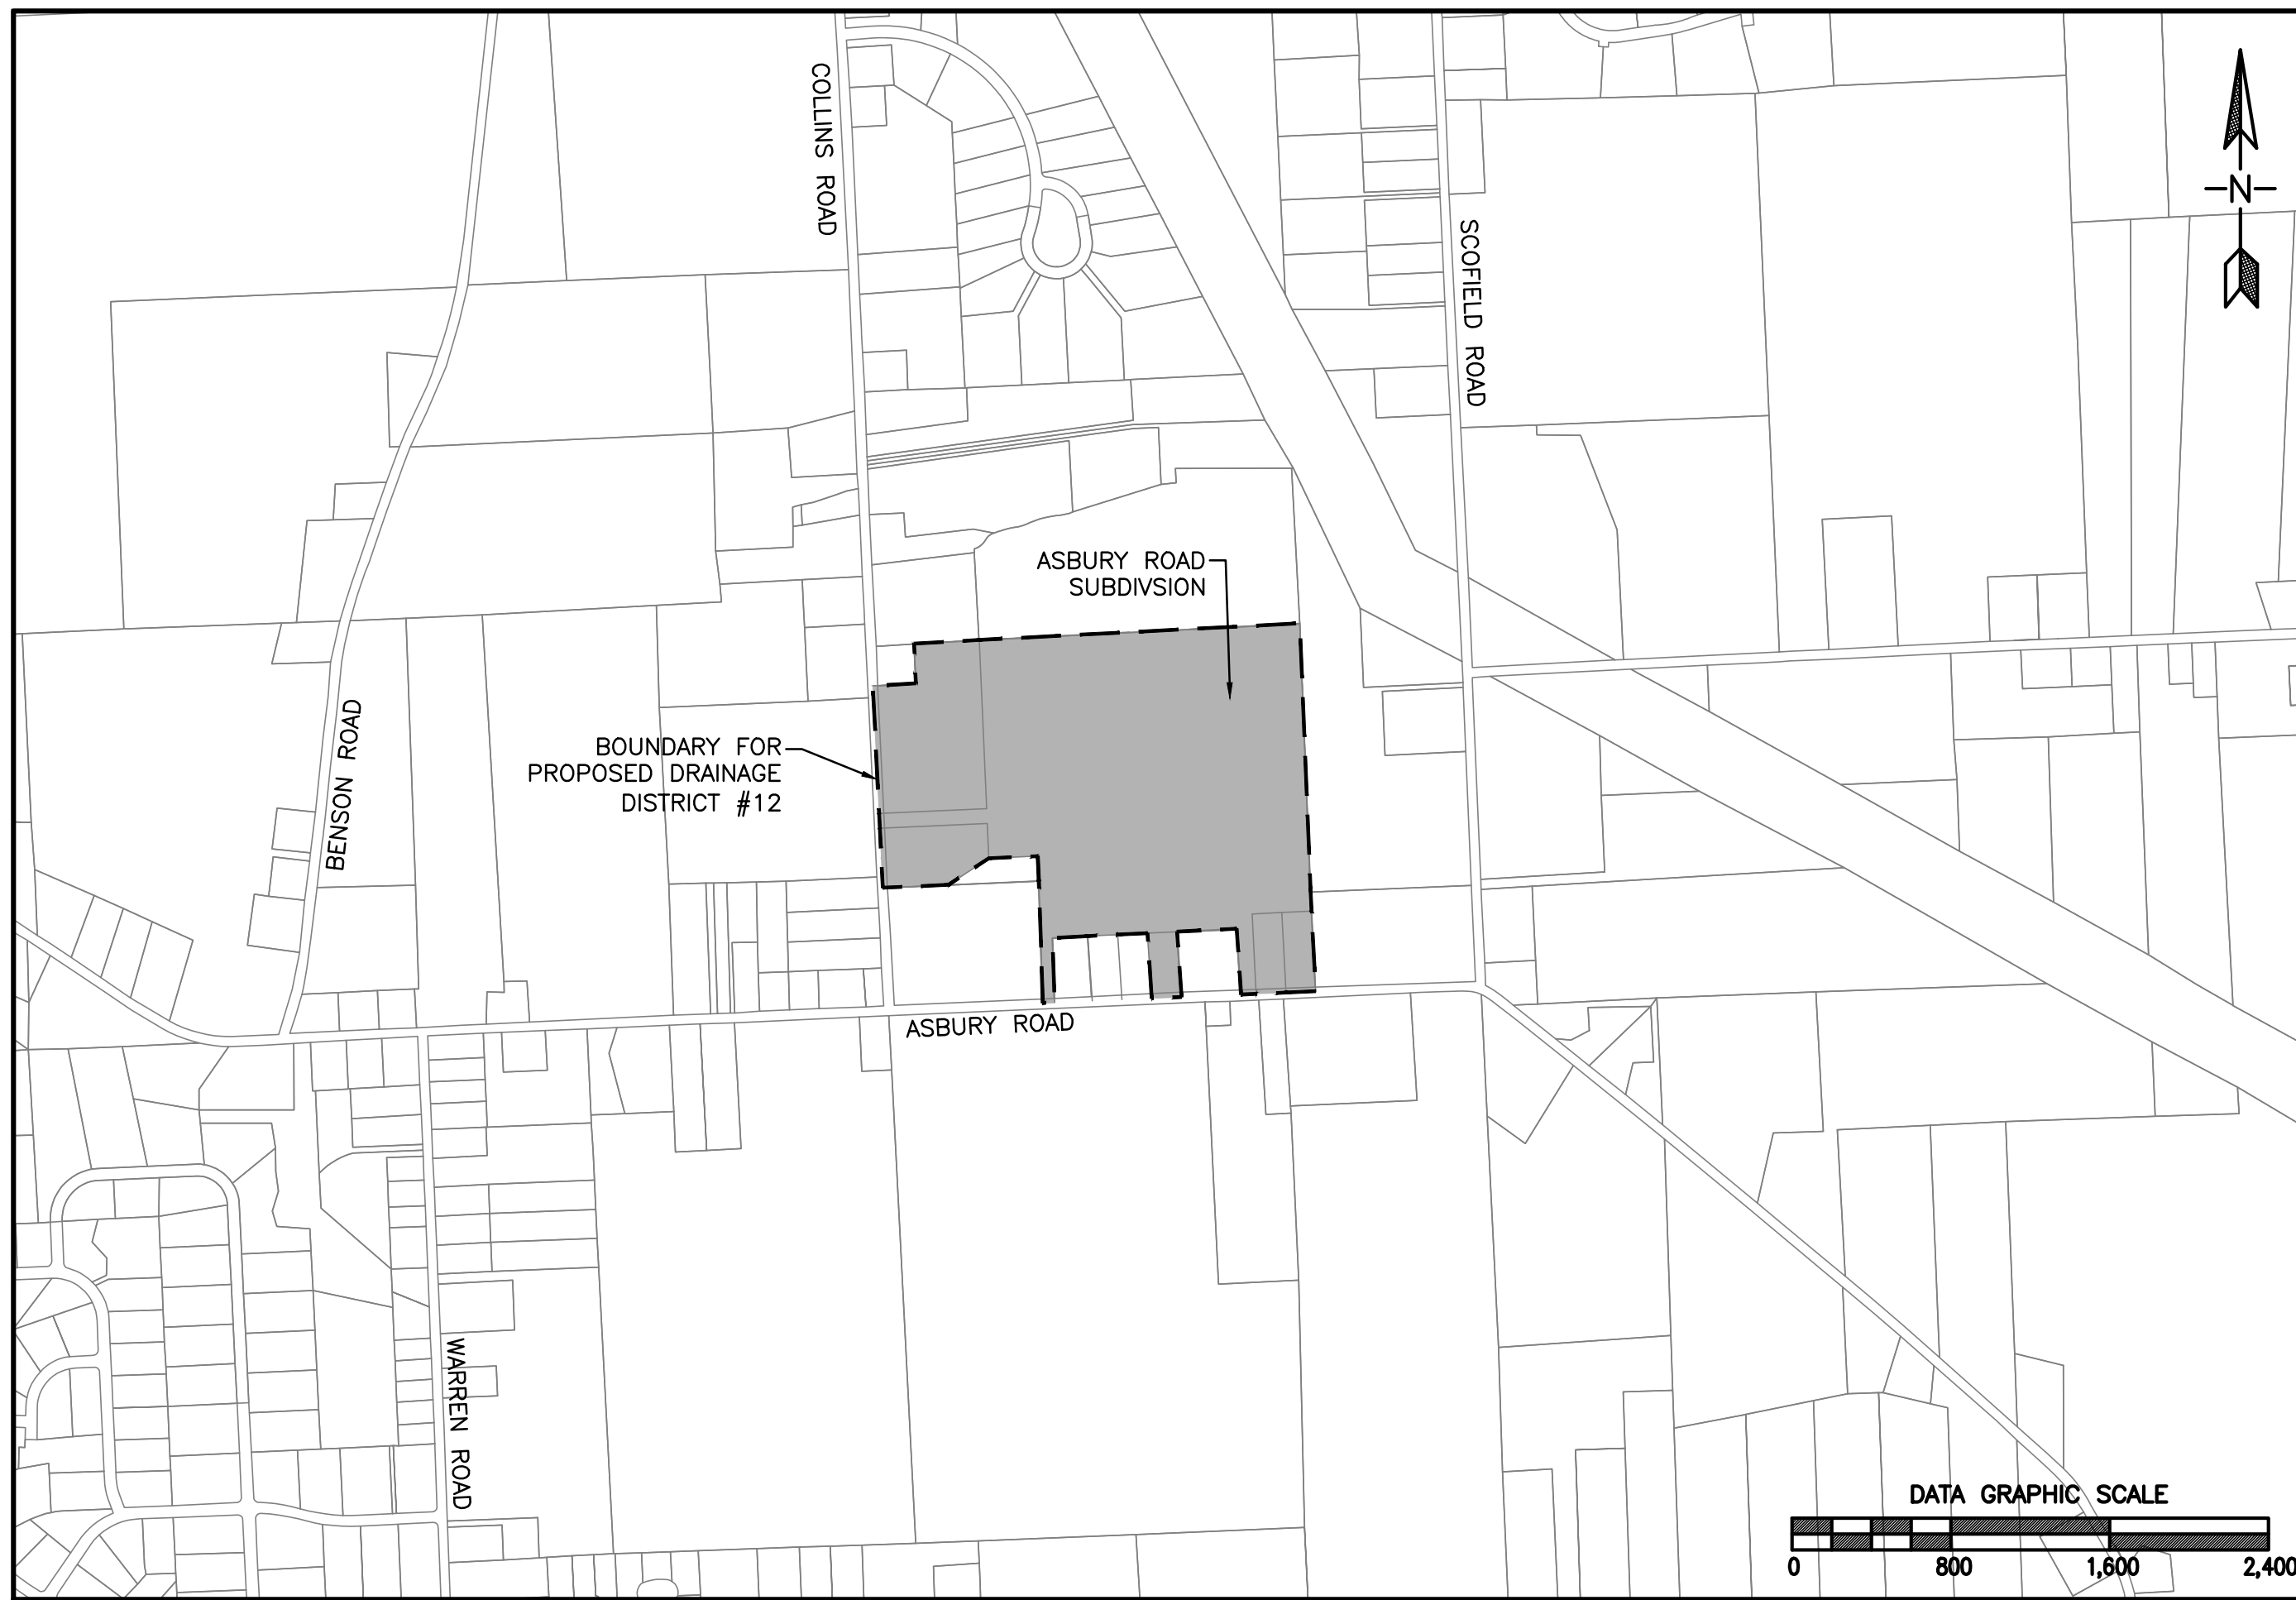 COLLINS ROAD
SCOFIELD ROAD
N
ASBURY ROAD
SUBDIVSION
BENSON ROAD
BOUNDARY FOR
PROPOSED DRAINAGE
DISTRICT #12
ASBURY ROAD
WARREN ROAD
DATA GRAPHIC SCALE
0 800 1,600 2,400